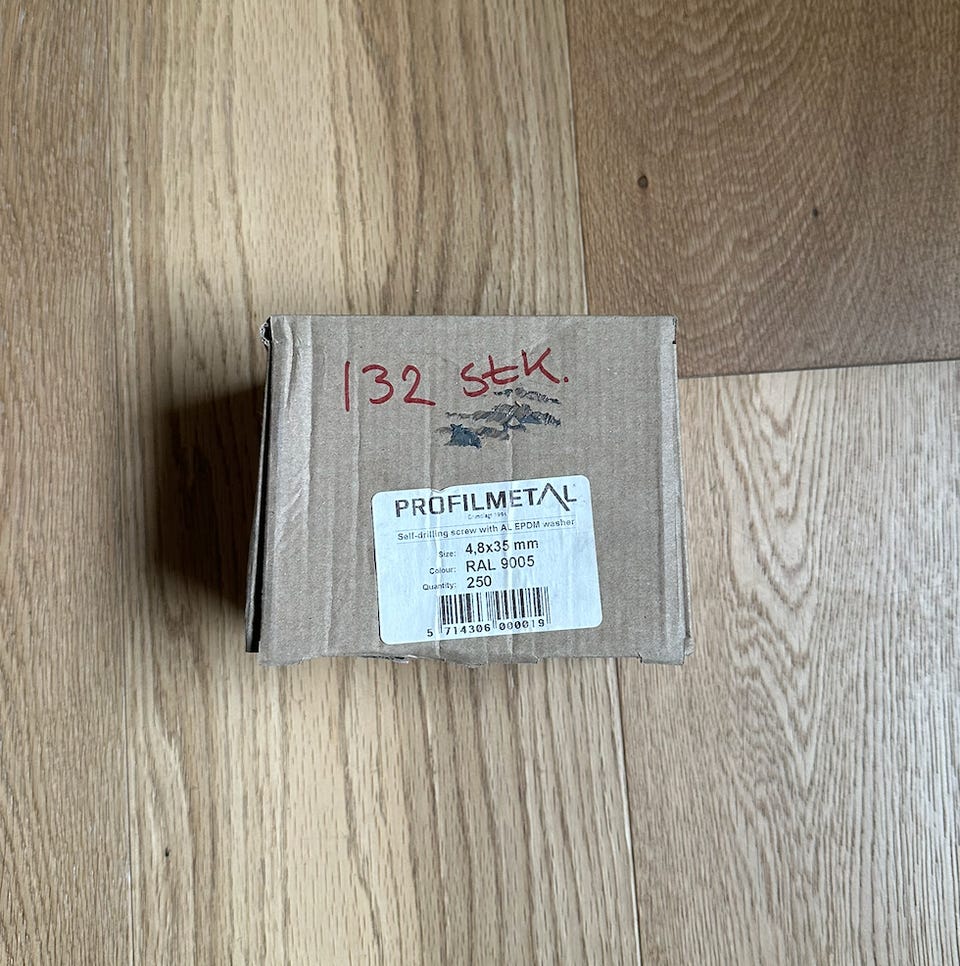 132 stk.
PROFILMETAL
Self-drilling screw with AL EPDM washer
Size: 4,8x35 mm
Colour: RAL 9005
Quantity: 250
5 714306 000019